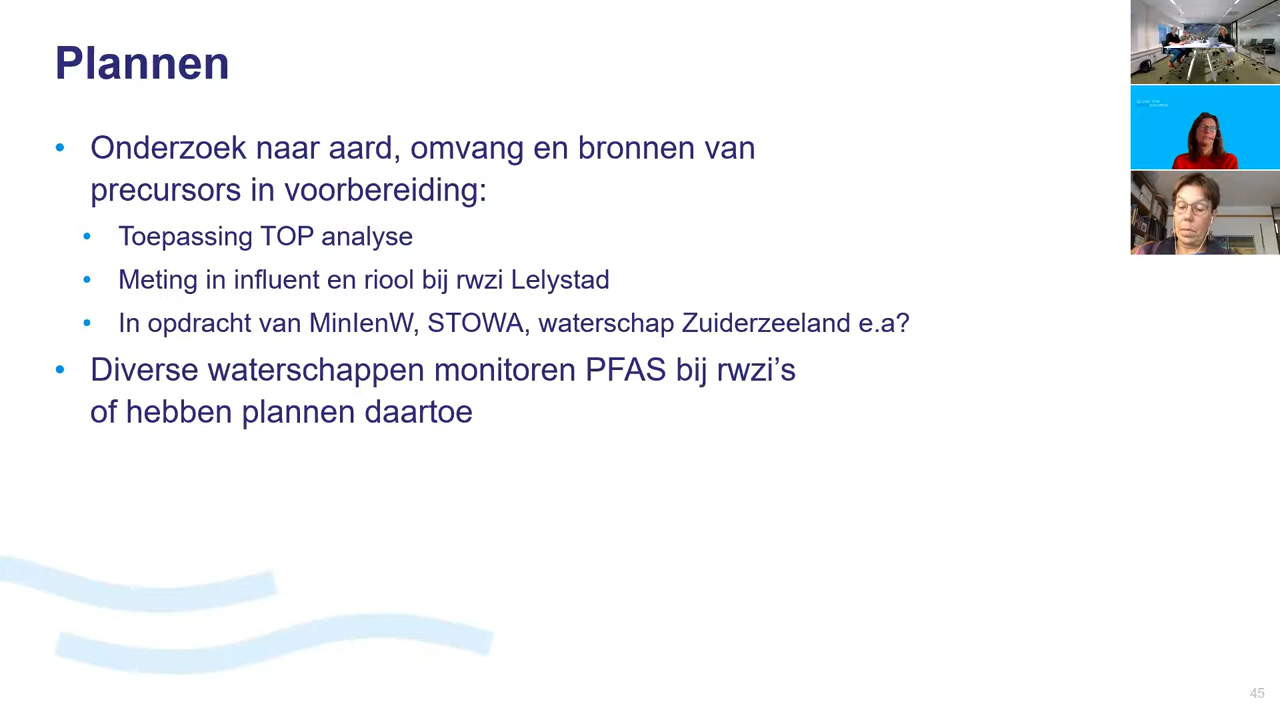 Plannen
• Onderzoek naar aard, omvang en bronnen van
precursors in voorbereiding:
• Toepassing TOP analyse
• Meting in influent en riool bij rwzi Lelystad
• In opdracht van MinIenW, STOWA, waterschap Zuiderzeeland e.a?
• Diverse waterschappen monitoren PFAS bij rwzi’s
of hebben plannen daartoe
45